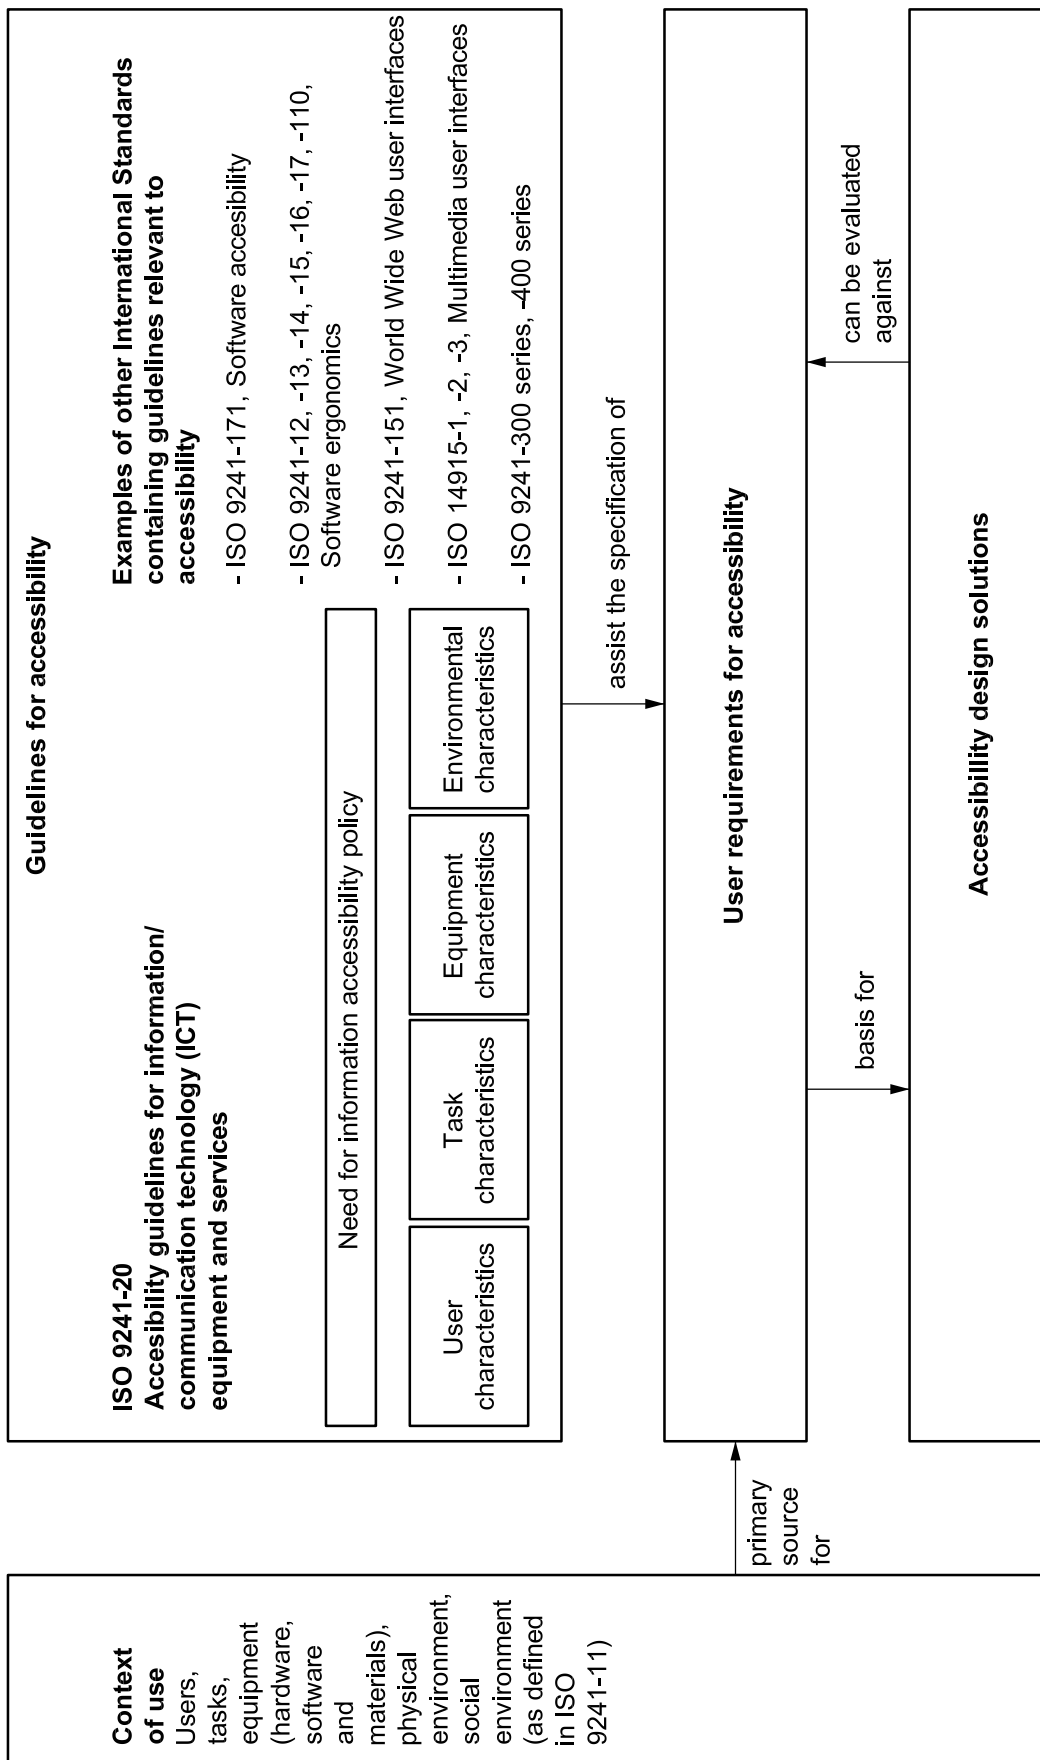 Context
of use
Users,
tasks,
equipment
(hardware,
software
and
materials),
physical
environment,
social
environment
(as defined
in ISO
9241-11)
primary
source
for
Guidelines for accessibility
ISO 9241-20
Accesibility guidelines for information/
communication technology (ICT)
equipment and services
Need for information accessibility policy
User
characteristics
Task
characteristics
Equipment
characteristics
Environmental
characteristics
Examples of other International Standards
containing guidelines relevant to
accessibility
- ISO 9241-171, Software accesibility
- ISO 9241-12, -13, -14, -15, -16, -17, -110,
Software ergonomics
- ISO 9241-151, World Wide Web user interfaces
- ISO 14915-1, -2, -3, Multimedia user interfaces
- ISO 9241-300 series, -400 series
assist the specification of
User requirements for accessibility
basis for
can be evaluated
against
Accessibillity design solutions